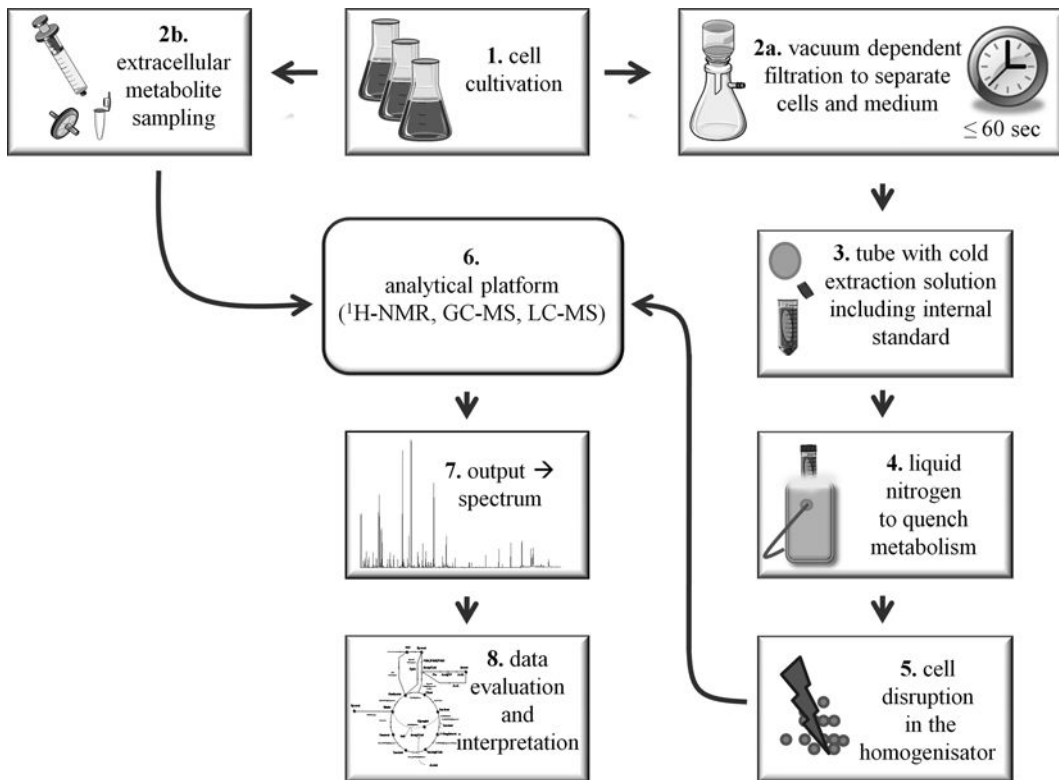 2b.
extracellular
metabolite
sampling
1. cell
cultivation
2a. vacuum dependent
filtration to separate
cells and medium
≤ 60 sec
6.
analytical platform
(¹H-NMR, GC-MS, LC-MS)
3. tube with cold
extraction solution
including internal
standard
7. output →
spectrum
4. liquid
nitrogen
to quench
metabolism
8. data
evaluation
and
interpretation
5. cell
disruption
in the
homogenisator